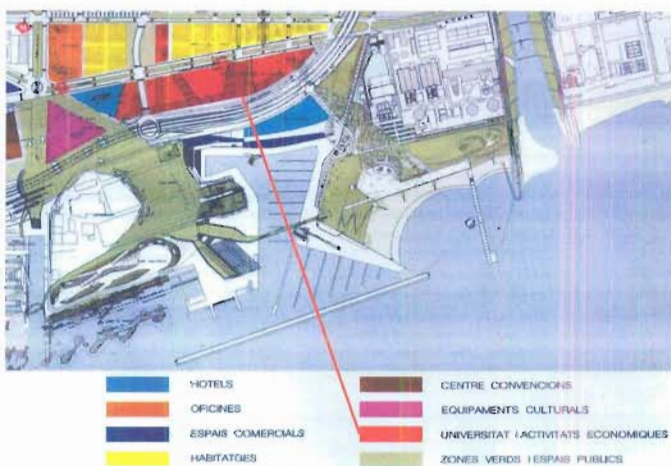 HOTELS
OFICINES
ESPAIS COMERCIALS
HABITATGES
CENTRE CONVENCIONS
EQUIPAMENTS CULTURALS
UNIVERSITAT I ACTIVITATS ECONOMIQUES
ZONES VERDS I ESPAIS PUBLICS